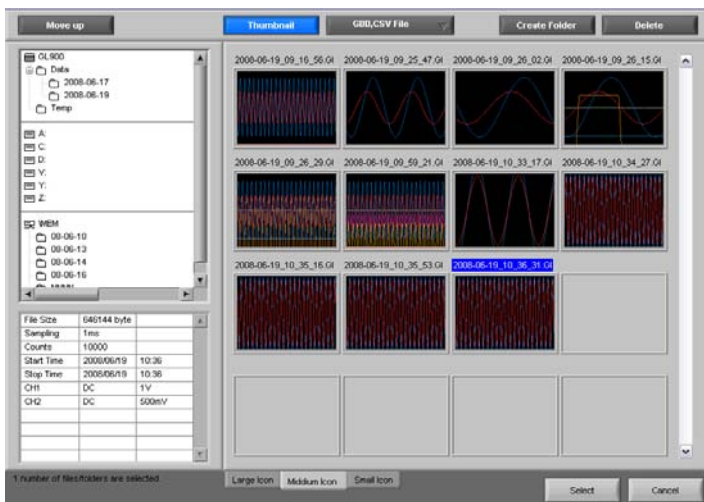 Move up
Thumbnail
GBD,CSV File
Create Folder
Delete
GL900
Data
2008-06-17
2008-06-19
Temp
A:
C:
D:
V:
Y:
Z:
\MEM
08-06-10
08-06-13
08-06-14
08-06-16
2008-06-19_09_16_56.GI 2008-06-19_09_25_47.GI 2008-06-19_09_26_02.GI 2008-06-19_09_26_15.GI
2008-06-19_09_26_29.GI 2008-06-19_09_59_21.GI 2008-06-19_10_33_17.GI 2008-06-19_10_34_27.GI
2008-06-19_10_35_16.GI 2008-06-19_10_35_53.GI 2008-06-19_10_36_31.GI
File Size 646144 byte
Sampling 1ms
Counts 10000
Start Time 2008/06/19 10:36
Stop Time 2008/06/19 10:36
CH1 DC 1V
CH2 DC 500mV
1 number of files/folders are selected
Large Icon Middium Icon Small Icon
Select
Cancel